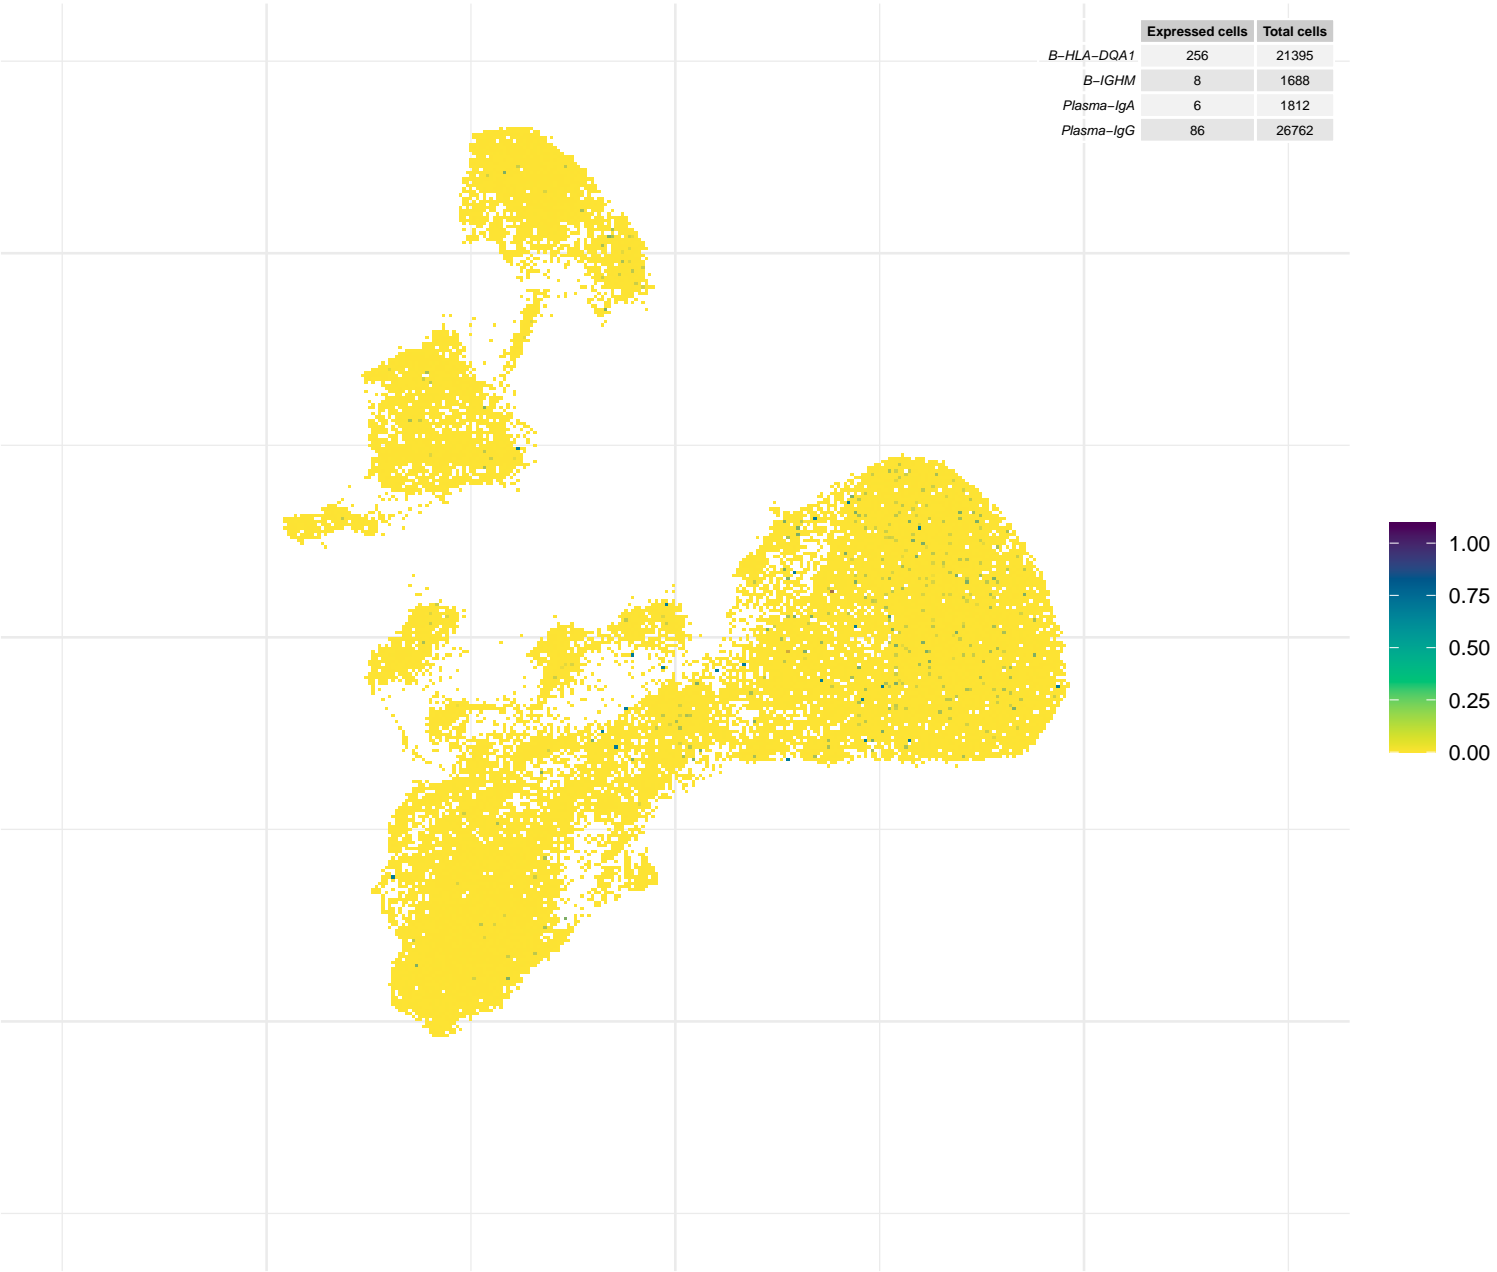 Expressed cells Total cells
B−HLA−DQA1 256 21395
B−IGHM 8 1688
Plasma−IgA 6 1812
Plasma−IgG 86 26762
1.00
0.75
0.50
0.25
0.00